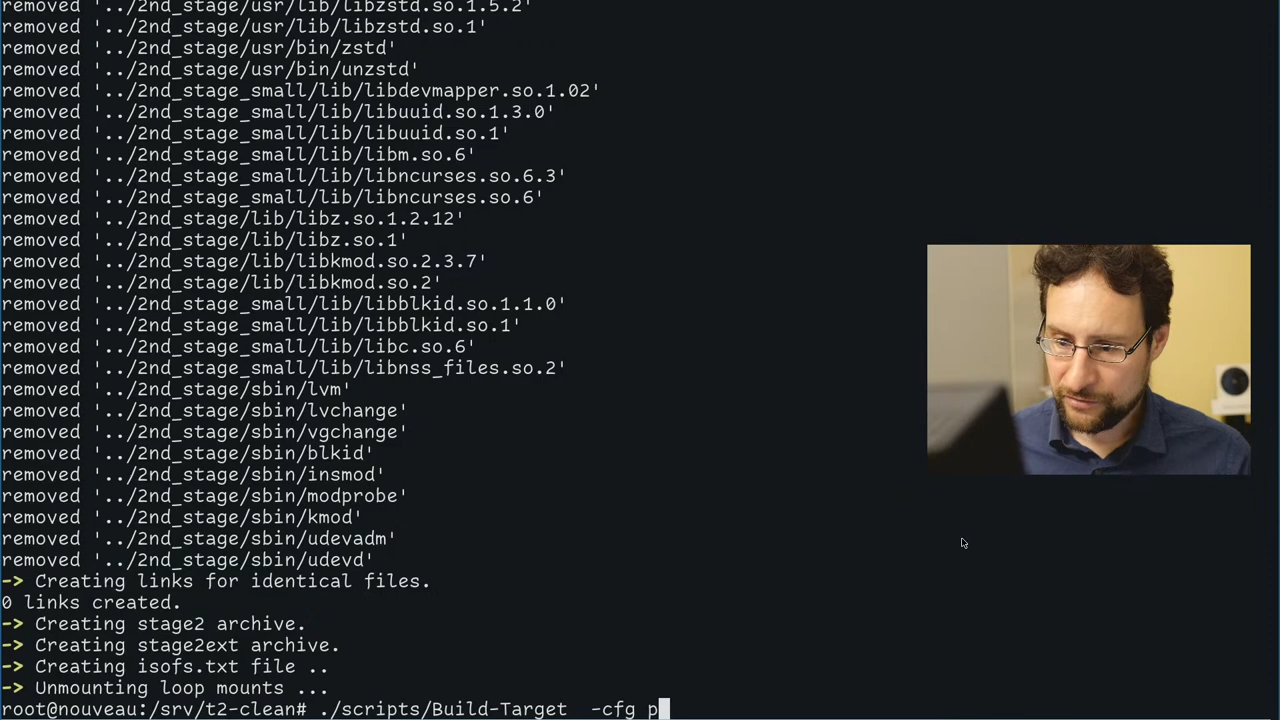 removed '../2nd_stage/usr/lib/libzstd.so.1.5.2'
removed '../2nd_stage/usr/lib/libzstd.so.1'
removed '../2nd_stage/usr/bin/zstd'
removed '../2nd_stage/usr/bin/unzstd'
removed '../2nd_stage_small/lib/libdevmapper.so.1.02'
removed '../2nd_stage_small/lib/libuuid.so.1.3.0'
removed '../2nd_stage_small/lib/libuuid.so.1'
removed '../2nd_stage_small/lib/libm.so.6'
removed '../2nd_stage_small/lib/libncurses.so.6.3'
removed '../2nd_stage_small/lib/libncurses.so.6'
removed '../2nd_stage/lib/libz.so.1.2.12'
removed '../2nd_stage/lib/libz.so.1'
removed '../2nd_stage/lib/libkmod.so.2.3.7'
removed '../2nd_stage/lib/libkmod.so.2'
removed '../2nd_stage_small/lib/libblkid.so.1.1.0'
removed '../2nd_stage_small/lib/libblkid.so.1'
removed '../2nd_stage_small/lib/libc.so.6'
removed '../2nd_stage_small/lib/libnss_files.so.2'
removed '../2nd_stage/sbin/lvm'
removed '../2nd_stage/sbin/lvchange'
removed '../2nd_stage/sbin/vgchange'
removed '../2nd_stage/sbin/blkid'
removed '../2nd_stage/sbin/insmod'
removed '../2nd_stage/sbin/modprobe'
removed '../2nd_stage/sbin/kmod'
removed '../2nd_stage/sbin/udevadm'
removed '../2nd_stage/sbin/udevd'
-> Creating links for identical files.
0 links created.
-> Creating stage2 archive.
-> Creating stage2ext archive.
-> Creating isofs.txt file ..
-> Unmounting loop mounts ...
root@nouveau:/srv/t2-clean# ./scripts/Build-Target  -cfg p